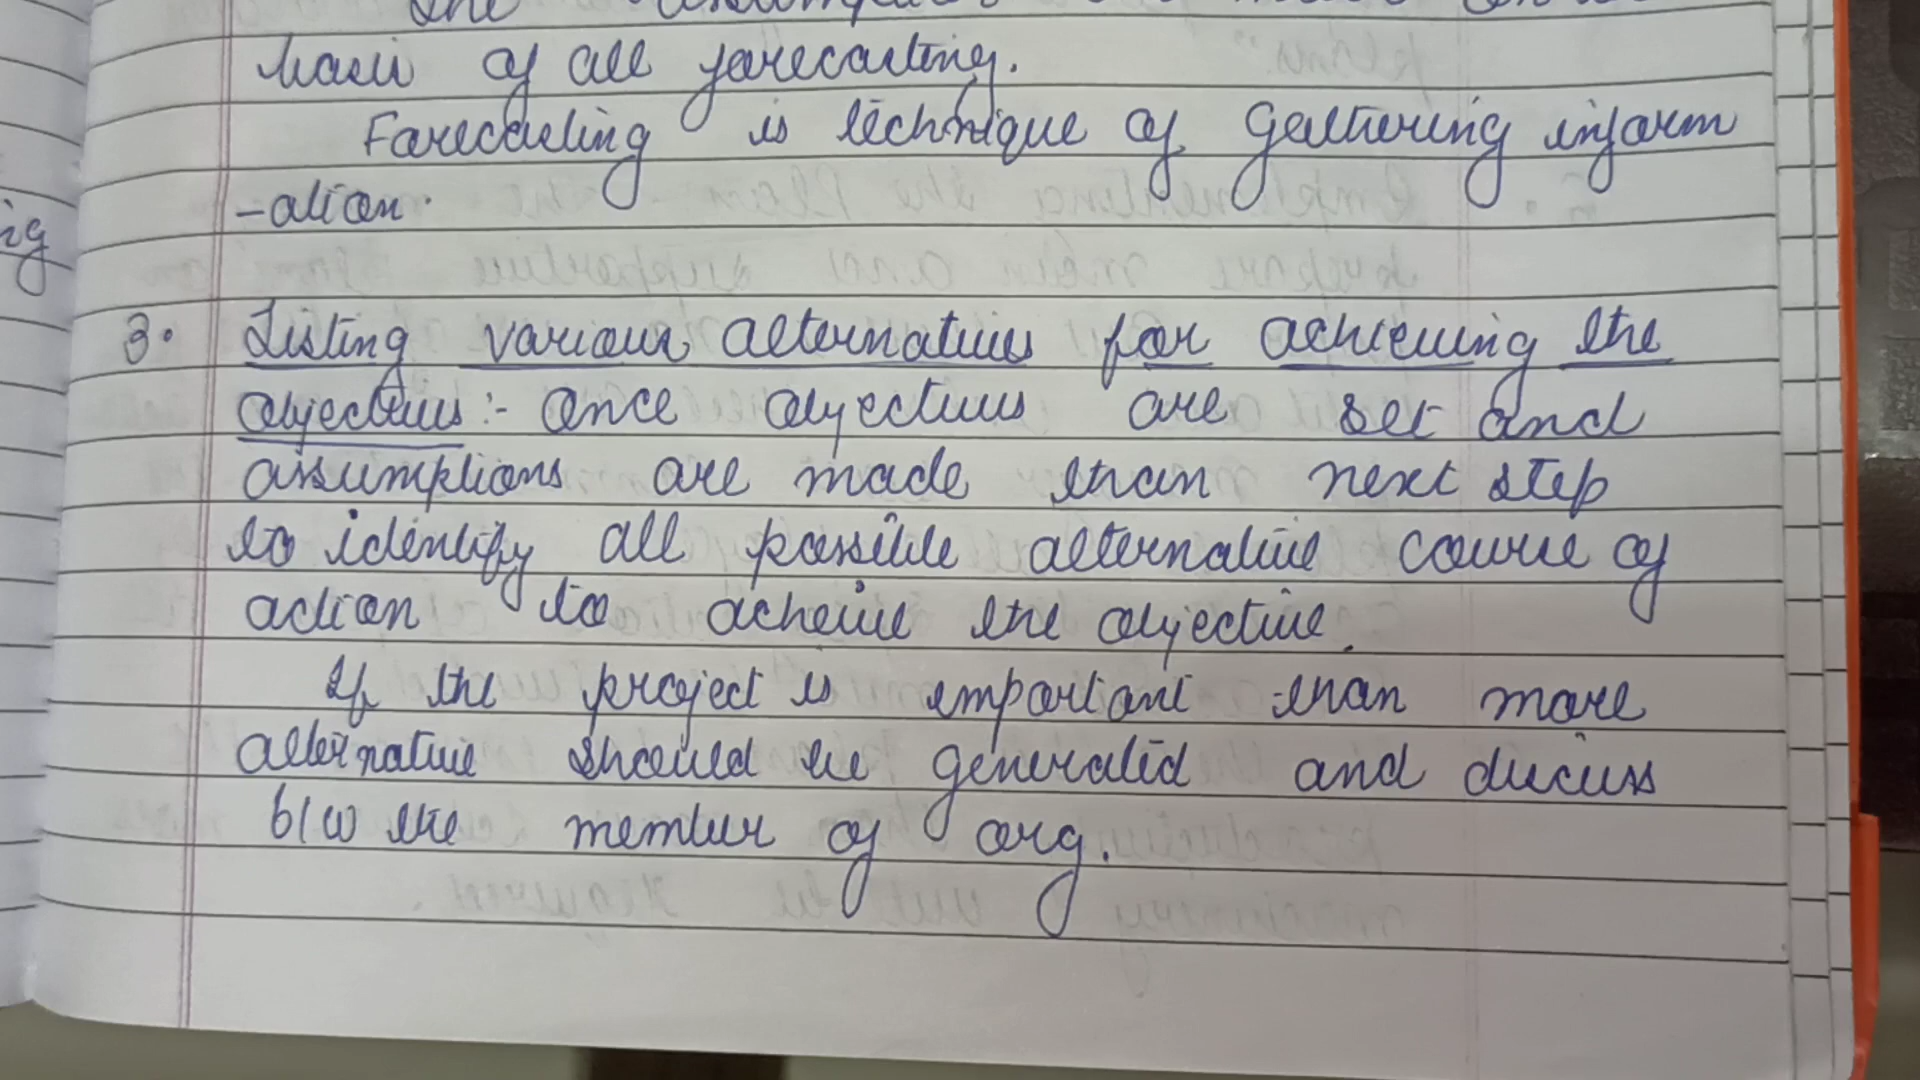 the
basis of all forecasting.
Forecasting is technique of gathering inform
-ation.
3. Listing various alternatives for achieving the
objectives :- once objectives are set and
assumptions are made than next step
to identify all possible alternative course of
action to acheive the objective.
If the project is important than more
alternative should be generated and discuss
b/w the member of org.